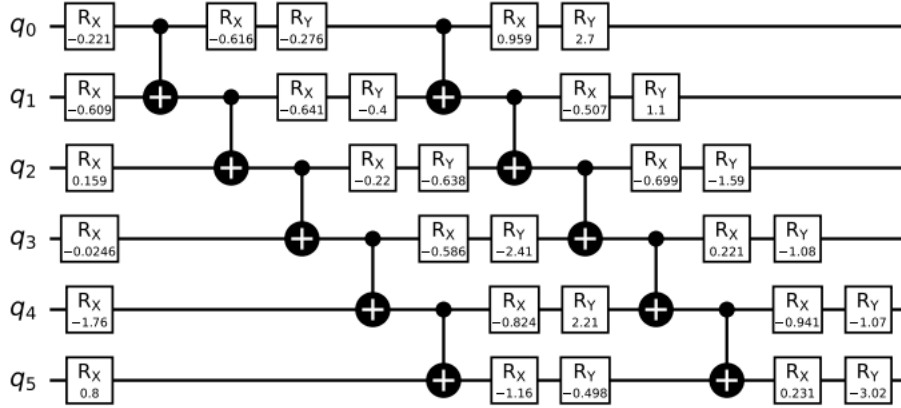 q0 RX −0.221 RX −0.616 RY −0.276 RX 0.959 RY 2.7
q1 RX −0.609 RX −0.641 RY −0.4 RX −0.507 RY 1.1
q2 RX 0.159 RX −0.22 RY −0.638 RX −0.699 RY −1.59
q3 RX −0.0246 RX −0.586 RY −2.41 RX 0.221 RY −1.08
q4 RX −1.76 RX −0.824 RY 2.21 RX −0.941 RY −1.07
q5 RX 0.8 RX −1.16 RY −0.498 RX 0.231 RY −3.02